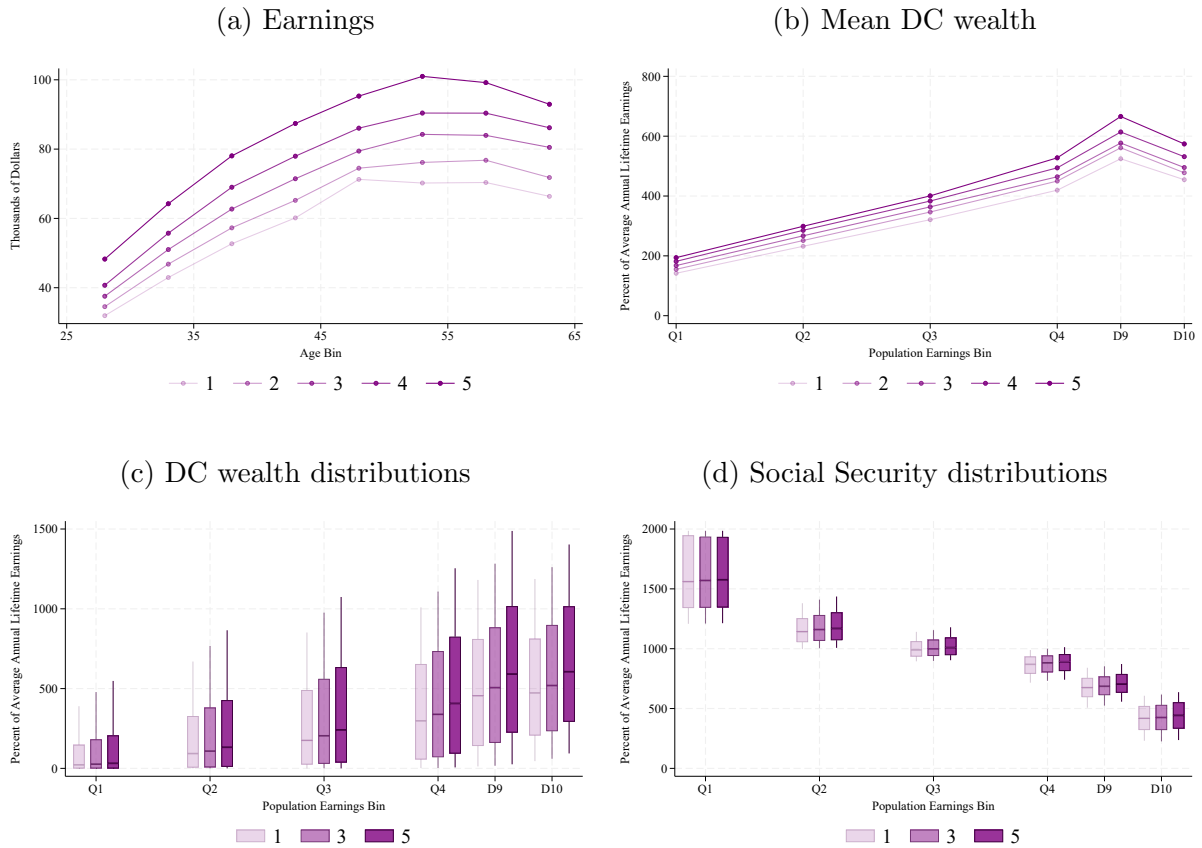 (a) Earnings
Thousands of Dollars
100
80
60
40
25 35 45 55 65
Age Bin
1 2 3 4 5
(b) Mean DC wealth
Percent of Average Annual Lifetime Earnings
800
600
400
200
0
Q1 Q2 Q3 Q4 D9 D10
Population Earnings Bin
1 2 3 4 5
(c) DC wealth distributions
Percent of Average Annual Lifetime Earnings
1500
1000
500
0
Q1 Q2 Q3 Q4 D9 D10
Population Earnings Bin
1 3 5
(d) Social Security distributions
Percent of Average Annual Lifetime Earnings
2000
1500
1000
500
0
Q1 Q2 Q3 Q4 D9 D10
Population Earnings Bin
1 3 5